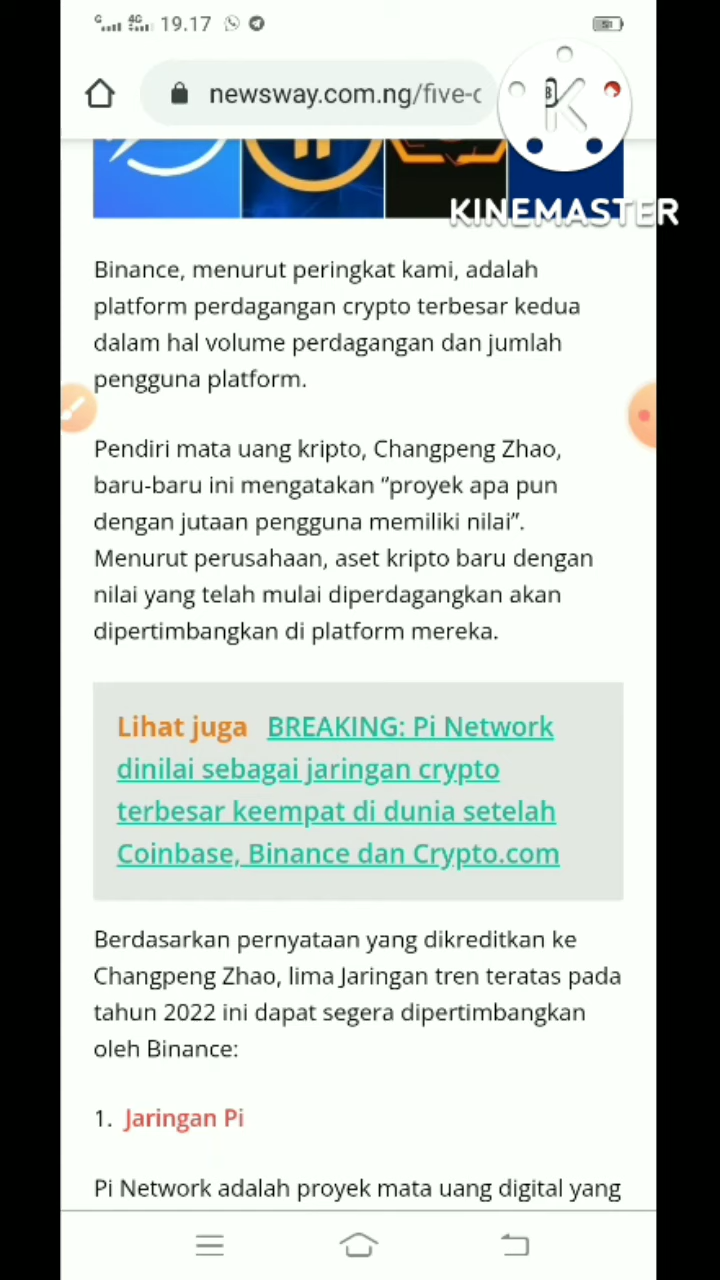 G 4G 19.17 51
newsway.com.ng/five-c
KINEMASTER
Binance, menurut peringkat kami, adalah
platform perdagangan crypto terbesar kedua
dalam hal volume perdagangan dan jumlah
pengguna platform.
Pendiri mata uang kripto, Changpeng Zhao,
baru-baru ini mengatakan “proyek apa pun
dengan jutaan pengguna memiliki nilai”.
Menurut perusahaan, aset kripto baru dengan
nilai yang telah mulai diperdagangkan akan
dipertimbangkan di platform mereka.
Lihat juga BREAKING: Pi Network
dinilai sebagai jaringan crypto
terbesar keempat di dunia setelah
Coinbase, Binance dan Crypto.com
Berdasarkan pernyataan yang dikreditkan ke
Changpeng Zhao, lima Jaringan tren teratas pada
tahun 2022 ini dapat segera dipertimbangkan
oleh Binance:
1. Jaringan Pi
Pi Network adalah proyek mata uang digital yang